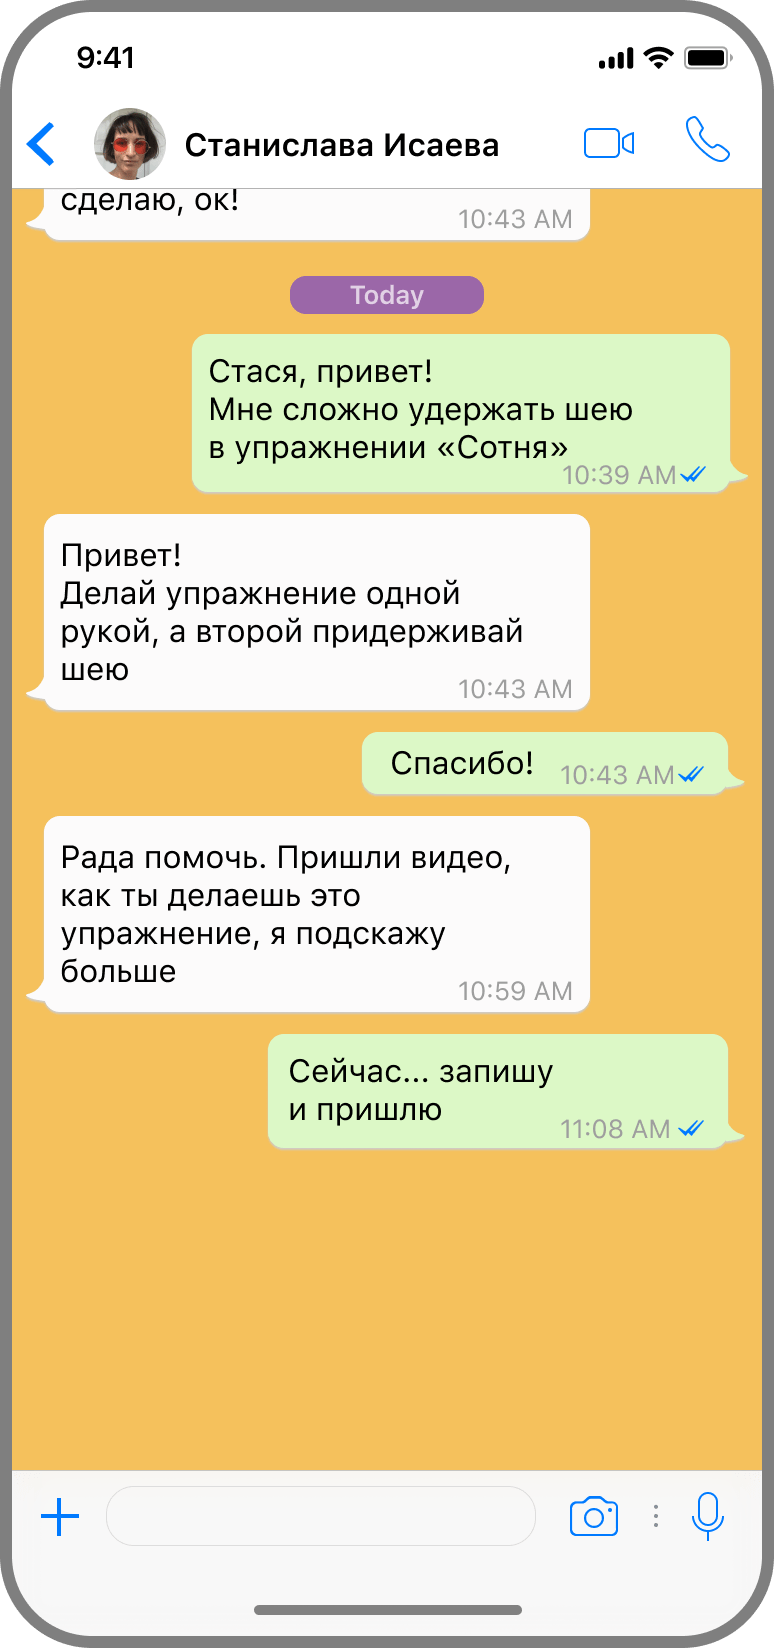 9:41
Станислава Исаева
сделаю, ок!
10:43 AM
Today
Стася, привет!
Мне сложно удержать шею
в упражнении «Сотня»
10:39 AM
Привет!
Делай упражнение одной
рукой, а второй придерживай
шею
10:43 AM
Спасибо! 10:43 AM
Рада помочь. Пришли видео,
как ты делаешь это
упражнение, я подскажу
больше
10:59 AM
Сейчас... запишу
и пришлю
11:08 AM